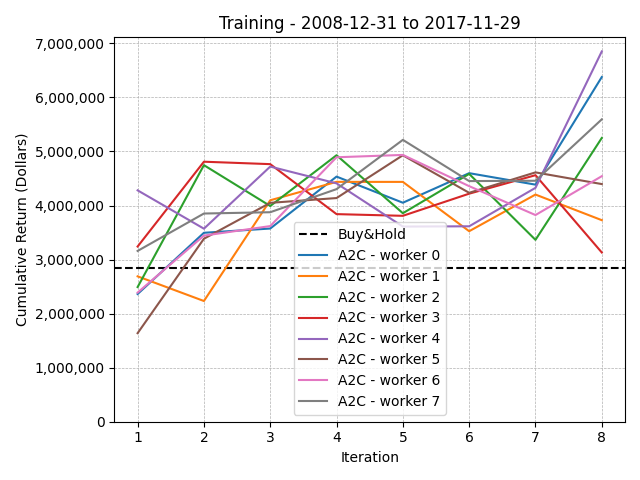 Training - 2008-12-31 to 2017-11-29
Cumulative Return (Dollars)
7,000,000
6,000,000
5,000,000
4,000,000
3,000,000
2,000,000
1,000,000
0
Buy&Hold
A2C - worker 0
A2C - worker 1
A2C - worker 2
A2C - worker 3
A2C - worker 4
A2C - worker 5
A2C - worker 6
A2C - worker 7
1 2 3 4 5 6 7 8
Iteration